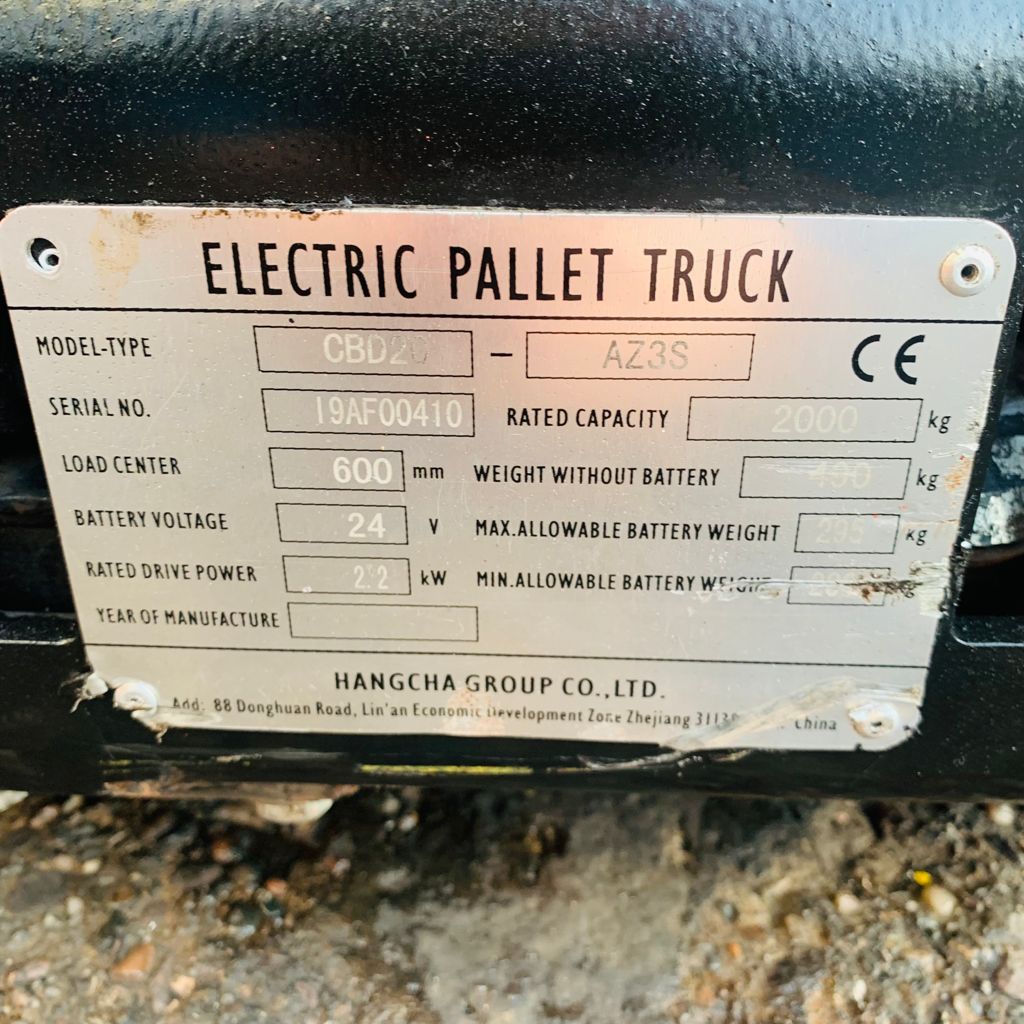 ELECTRIC PALLET TRUCK
MODEL-TYPE CBD20 - AZ3S CE
SERIAL NO. 19AF00410 RATED CAPACITY 2000 kg
LOAD CENTER 600 mm WEIGHT WITHOUT BATTERY 490 kg
BATTERY VOLTAGE 24 V MAX.ALLOWABLE BATTERY WEIGHT 295 kg
RATED DRIVE POWER 2.2 kW MIN.ALLOWABLE BATTERY WEIGHT kg
YEAR OF MANUFACTURE
HANGCHA GROUP CO.,LTD.
Add: 88 Donghuan Road, Lin'an Economic Development Zone Zhejiang China